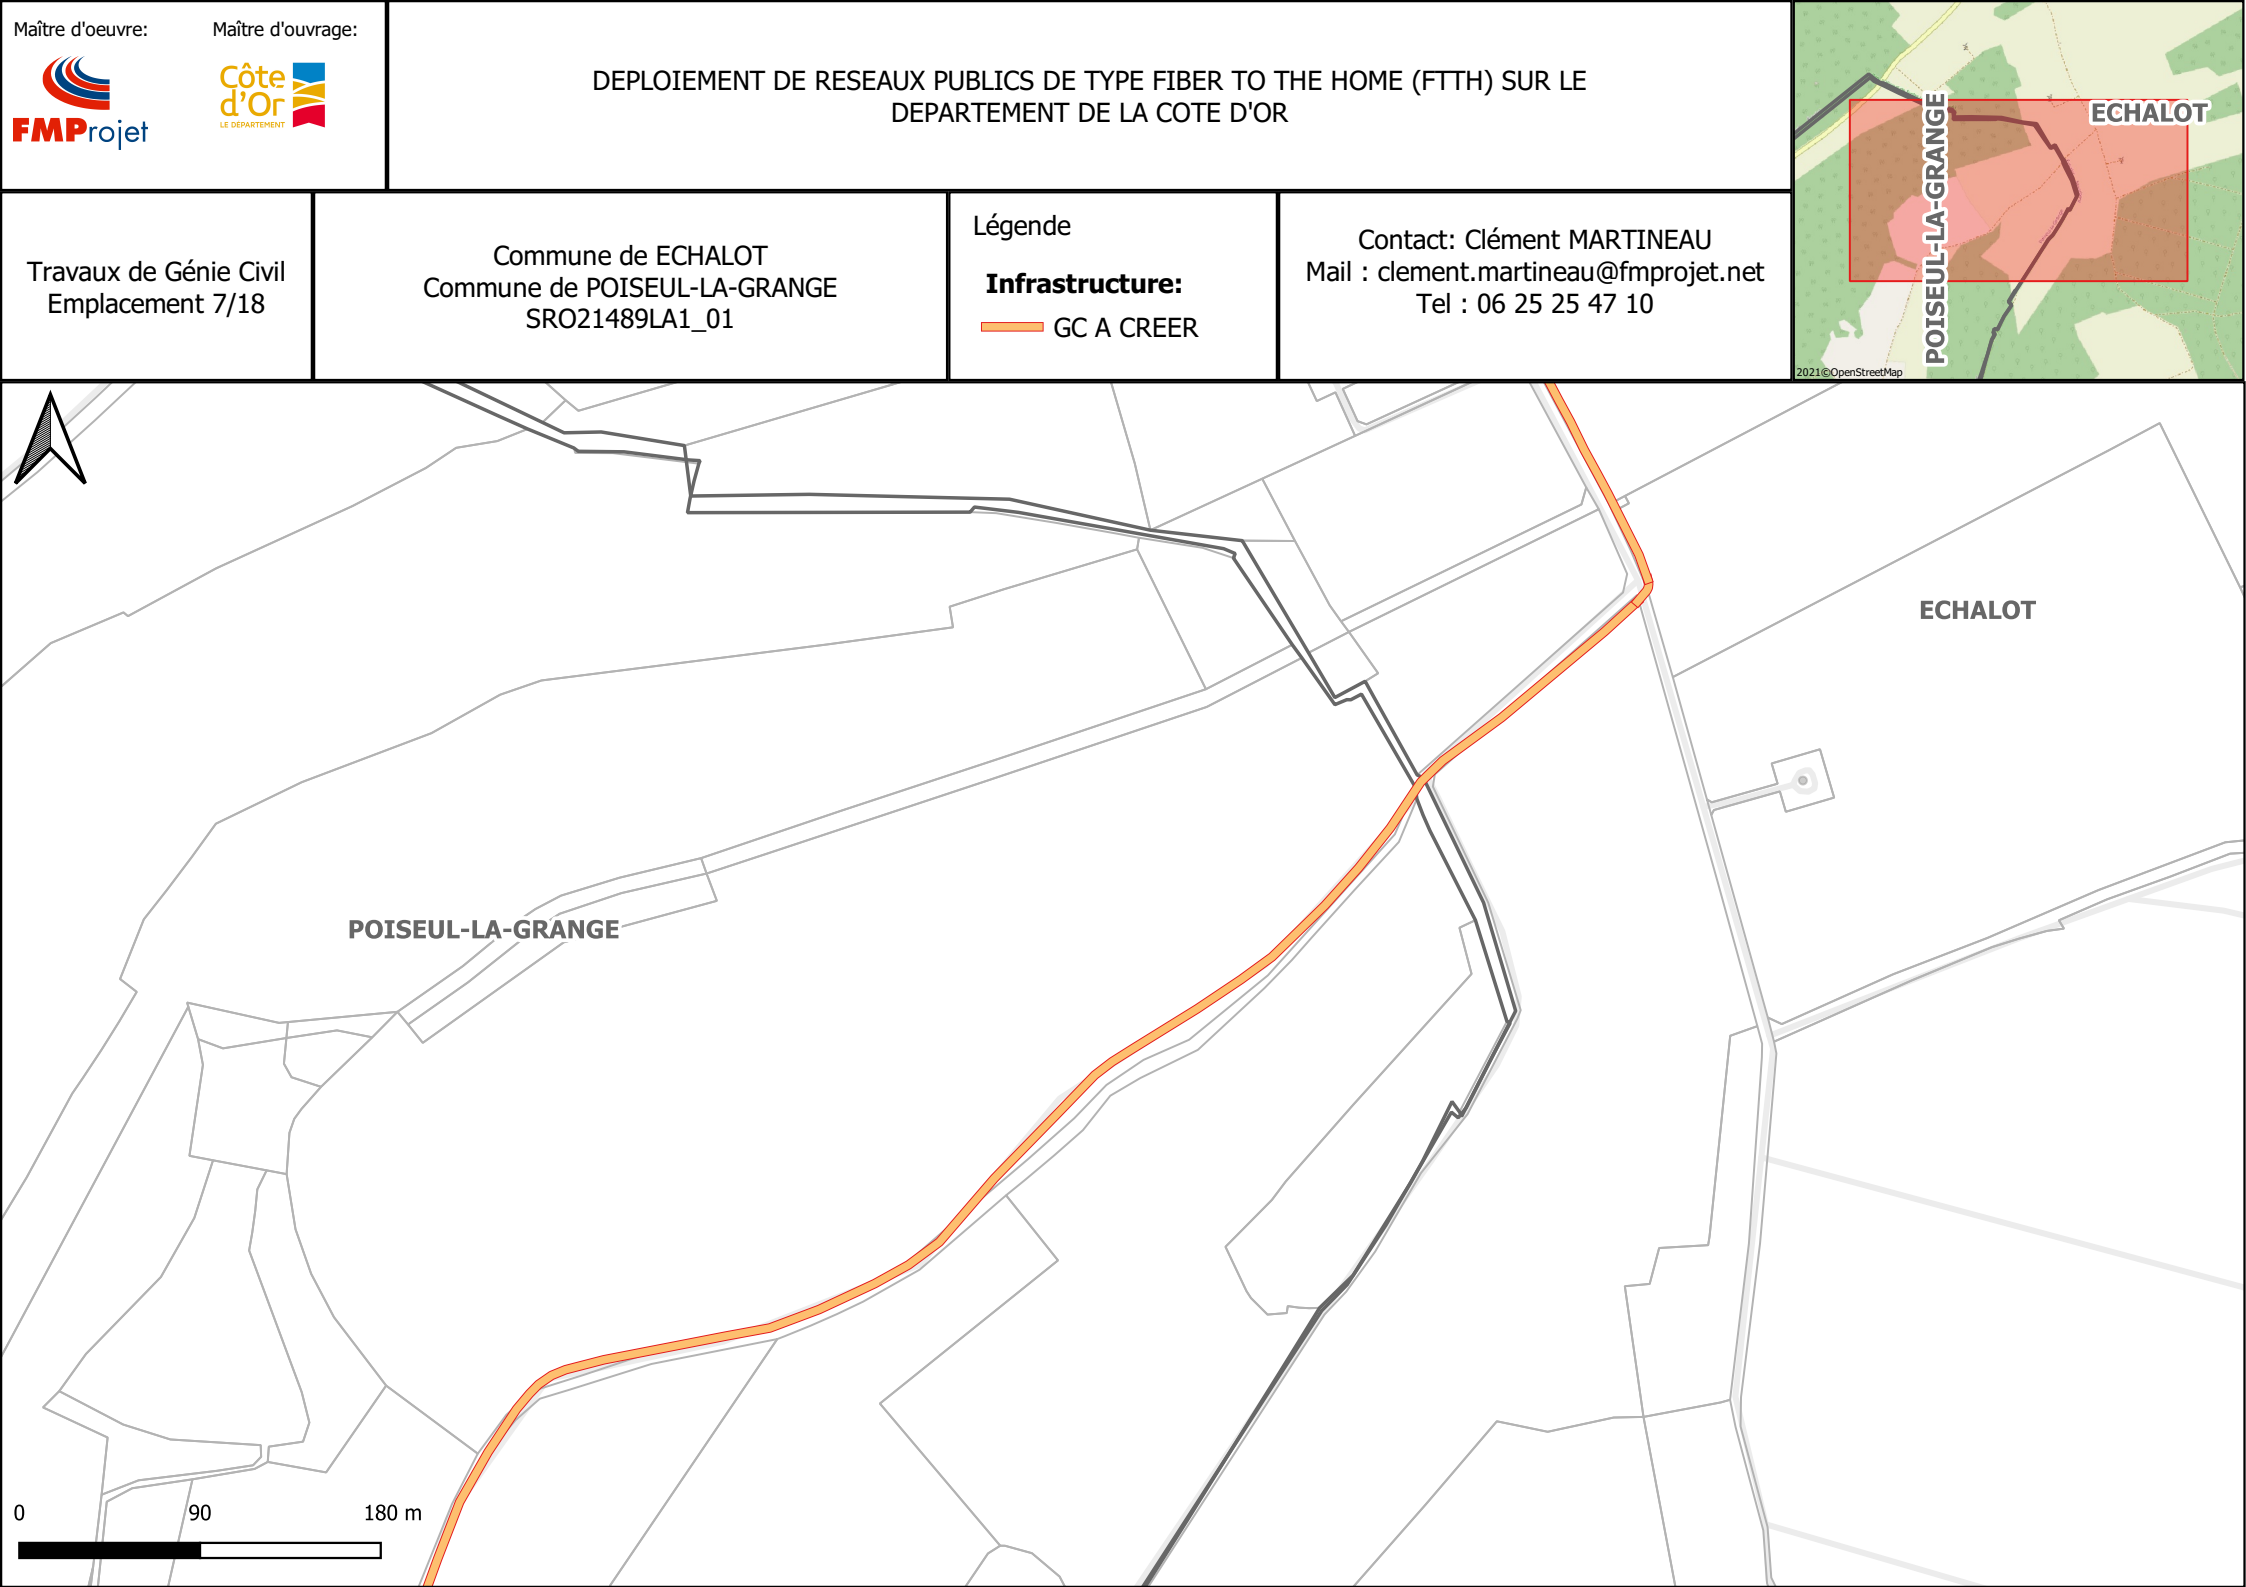 Maître d'oeuvre:
Maître d'ouvrage:
FMProjet
Côte
d'Or
LE DÉPARTEMENT
DEPLOIEMENT DE RESEAUX PUBLICS DE TYPE FIBER TO THE HOME (FTTH) SUR LE
DEPARTEMENT DE LA COTE D'OR
Travaux de Génie Civil
Emplacement 7/18
Commune de ECHALOT
Commune de POISEUL-LA-GRANGE
SRO21489LA1_01
Légende
Infrastructure:
GC A CREER
Contact: Clément MARTINEAU
Mail : clement.martineau@fmprojet.net
Tel : 06 25 25 47 10
ECHALOT
POISEUL-LA-GRANGE
2021©OpenStreetMap
ECHALOT
POISEUL-LA-GRANGE
0 90 180 m